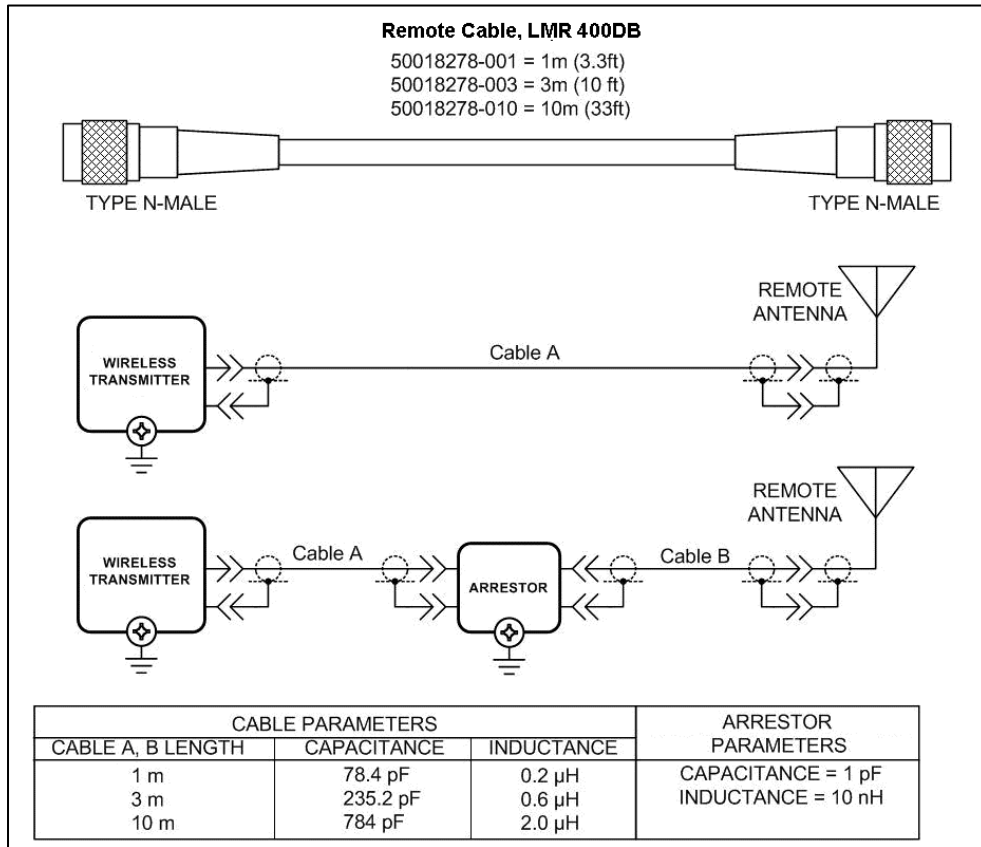 Remote Cable, LMR 400DB
50018278-001 = 1m (3.3ft)
50018278-003 = 3m (10 ft)
50018278-010 = 10m (33ft)
TYPE N-MALE
TYPE N-MALE
REMOTE
ANTENNA
WIRELESS
TRANSMITTER
Cable A
REMOTE
ANTENNA
WIRELESS
TRANSMITTER
Cable A
ARRESTOR
Cable B
CABLE PARAMETERS
CABLE A, B LENGTH CAPACITANCE INDUCTANCE
1 m 78.4 pF 0.2 µH
3 m 235.2 pF 0.6 µH
10 m 784 pF 2.0 µH
ARRESTOR
PARAMETERS
CAPACITANCE = 1 pF
INDUCTANCE = 10 nH